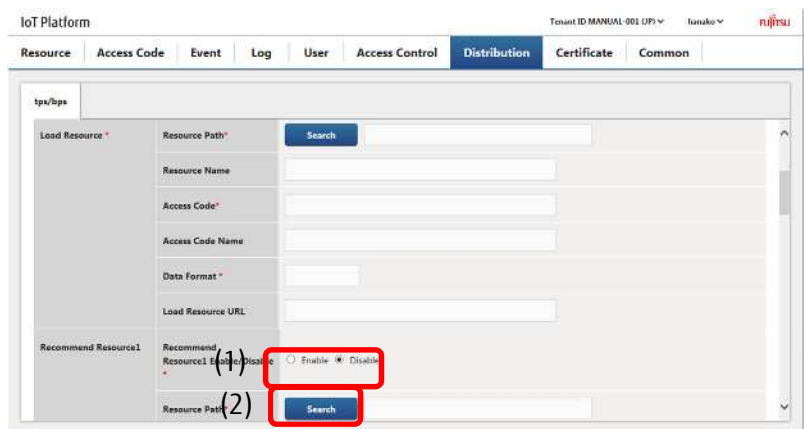 IoT Platform
Tenant ID MANUAL-001 (JP)
hanako
FUJITSU
Resource Access Code Event Log User Access Control Distribution Certificate Common
tps/bps
Load Resource * Resource Path* Search
Resource Name
Access Code*
Access Code Name
Data Format *
Load Resource URL
Recommend Resource1 Recommend
Resource1 Enable/Disable
*
(1)
Enable Disable
Resource Path*
(2)
Search